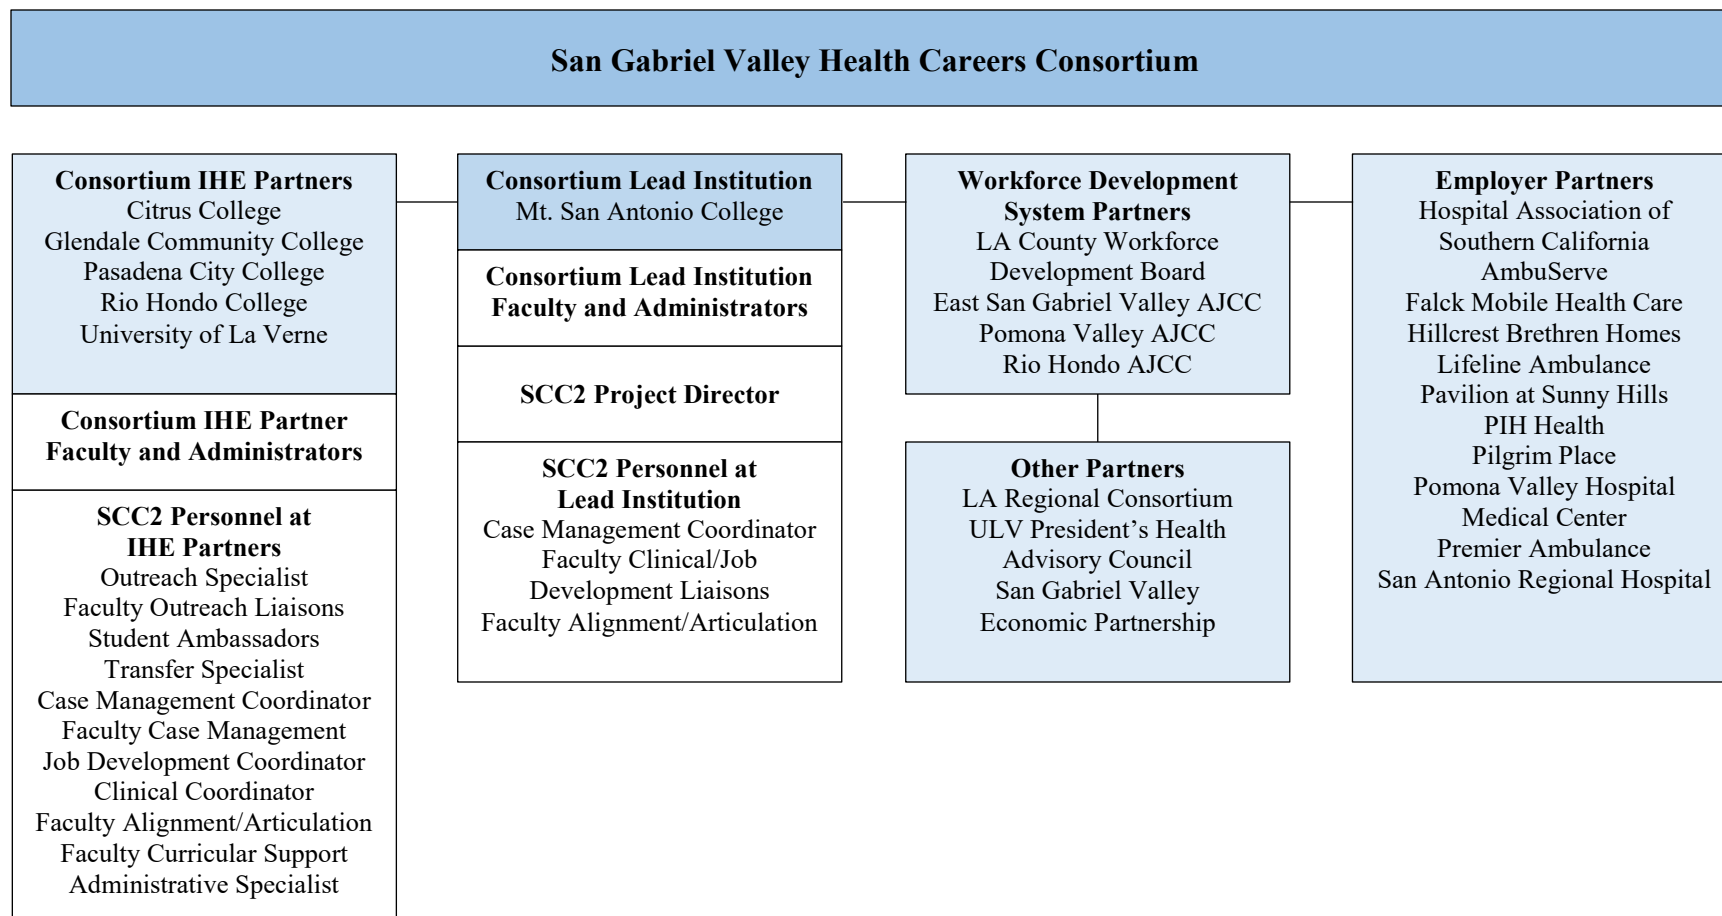 San Gabriel Valley Health Careers Consortium
Consortium IHE Partners
Citrus College
Glendale Community College
Pasadena City College
Rio Hondo College
University of La Verne
Consortium IHE Partner
Faculty and Administrators
SCC2 Personnel at
IHE Partners
Outreach Specialist
Faculty Outreach Liaisons
Student Ambassadors
Transfer Specialist
Case Management Coordinator
Faculty Case Management
Job Development Coordinator
Clinical Coordinator
Faculty Alignment/Articulation
Faculty Curricular Support
Administrative Specialist
Consortium Lead Institution
Mt. San Antonio College
Consortium Lead Institution
Faculty and Administrators
SCC2 Project Director
SCC2 Personnel at
Lead Institution
Case Management Coordinator
Faculty Clinical/Job
Development Liaisons
Faculty Alignment/Articulation
Workforce Development
System Partners
LA County Workforce
Development Board
East San Gabriel Valley AJCC
Pomona Valley AJCC
Rio Hondo AJCC
Other Partners
LA Regional Consortium
ULV President’s Health
Advisory Council
San Gabriel Valley
Economic Partnership
Employer Partners
Hospital Association of
Southern California
AmbuServe
Falck Mobile Health Care
Hillcrest Brethren Homes
Lifeline Ambulance
Pavilion at Sunny Hills
PIH Health
Pilgrim Place
Pomona Valley Hospital
Medical Center
Premier Ambulance
San Antonio Regional Hospital